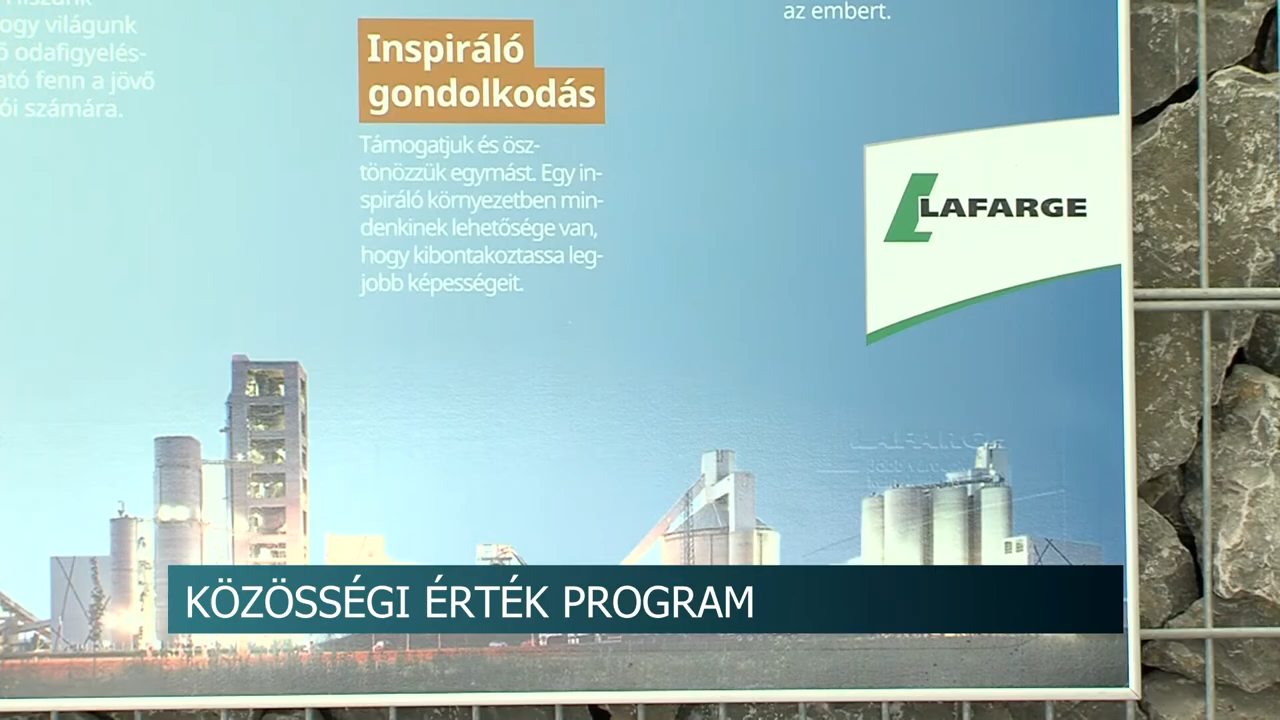 ogy világunk
odafigyelés-
ató fenn a jövő
ói számára.
Inspiráló
gondolkodás
Támogatjuk és ösz-
tönözzük egymást. Egy in-
spiráló környezetben min-
denkinek lehetősége van,
hogy kibontakoztassa leg-
jobb képességeit.
az embert.
LAFARGE
LAFARGE
KÖZÖSSÉGI ÉRTÉK PROGRAM